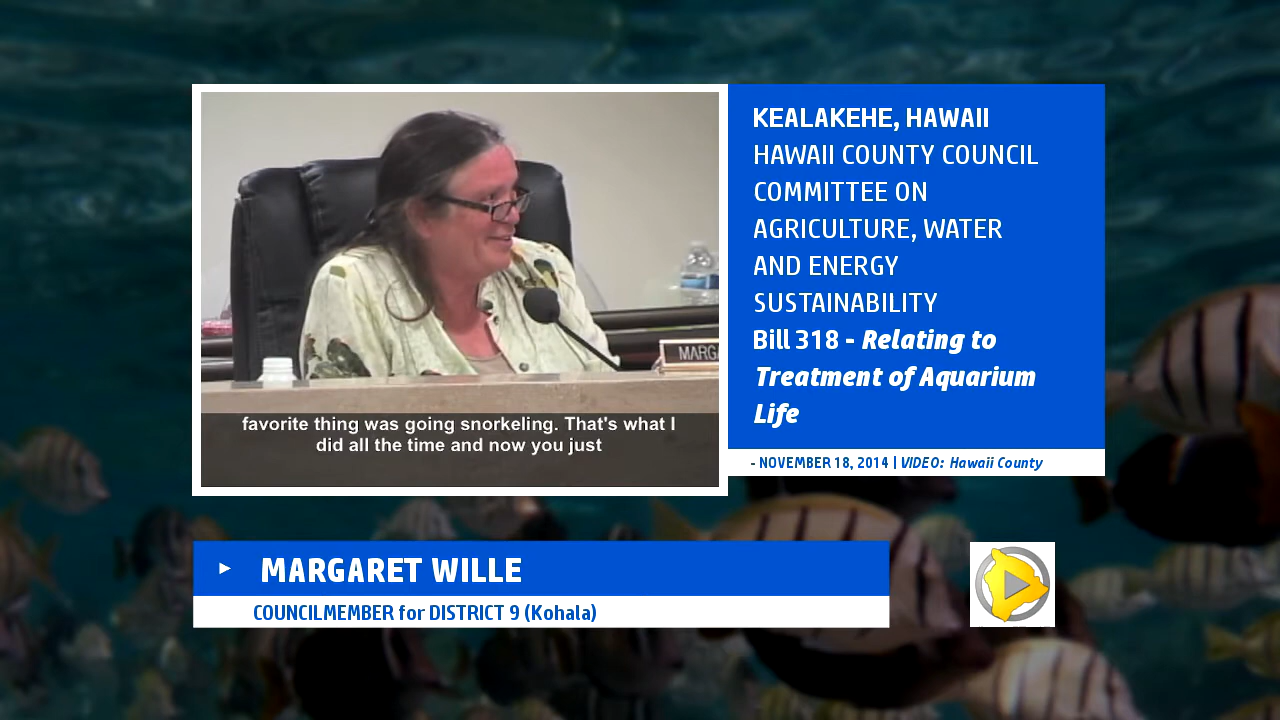 KEALAKEHE, HAWAII
HAWAII COUNTY COUNCIL
COMMITTEE ON
AGRICULTURE, WATER
AND ENERGY
SUSTAINABILITY
Bill 318 - Relating to
Treatment of Aquarium
Life
- NOVEMBER 18, 2014 | VIDEO: Hawaii County
MARGA
favorite thing was going snorkeling. That's what I
did all the time and now you just
MARGARET WILLE
COUNCILMEMBER for DISTRICT 9 (Kohala)